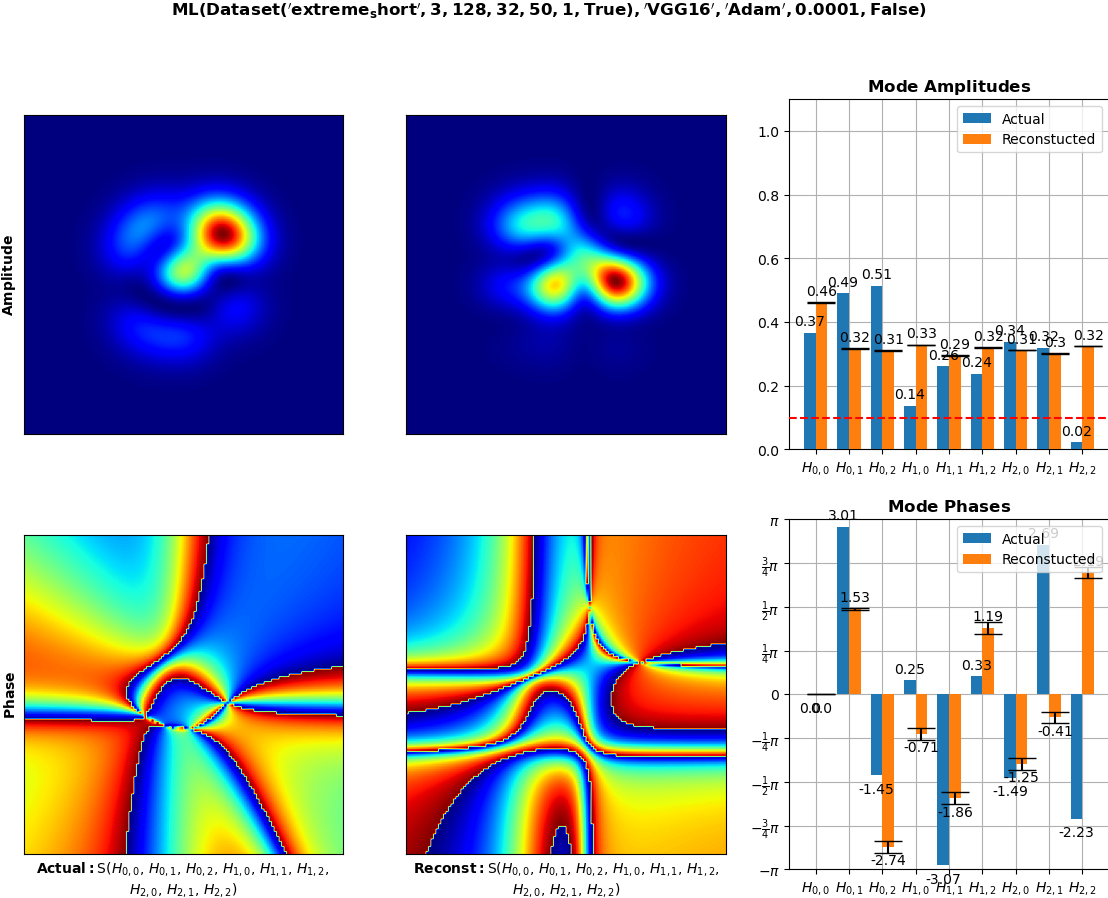 ML(Dataset('extreme_short', 3, 128, 32, 50, 1, True), 'VGG16', 'Adam', 0.0001, False)
Amplitude
Mode Amplitudes
Actual
Reconstucted
1.0
0.8
0.6
0.4
0.2
0.0
0.37 0.49 0.51 0.14 0.26 0.24 0.34 0.32 0.02
0.46 0.32 0.31 0.33 0.29 0.32 0.31 0.3 0.32
H0,0 H0,1 H0,2 H1,0 H1,1 H1,2 H2,0 H2,1 H2,2
Phase
Mode Phases
Actual
Reconstucted
π
3/4π
1/2π
1/4π
0
−1/4π
−1/2π
−3/4π
−π
0.0 3.01 -1.45 0.25 -3.07 0.33 -1.49 2.69 -2.23
0.0 1.53 -2.74 -0.71 -1.86 1.19 -1.25 -0.41
H0,0 H0,1 H0,2 H1,0 H1,1 H1,2 H2,0 H2,1 H2,2
Actual: S(H0,0, H0,1, H0,2, H1,0, H1,1, H1,2,
H2,0, H2,1, H2,2)
Reconst: S(H0,0, H0,1, H0,2, H1,0, H1,1, H1,2,
H2,0, H2,1, H2,2)